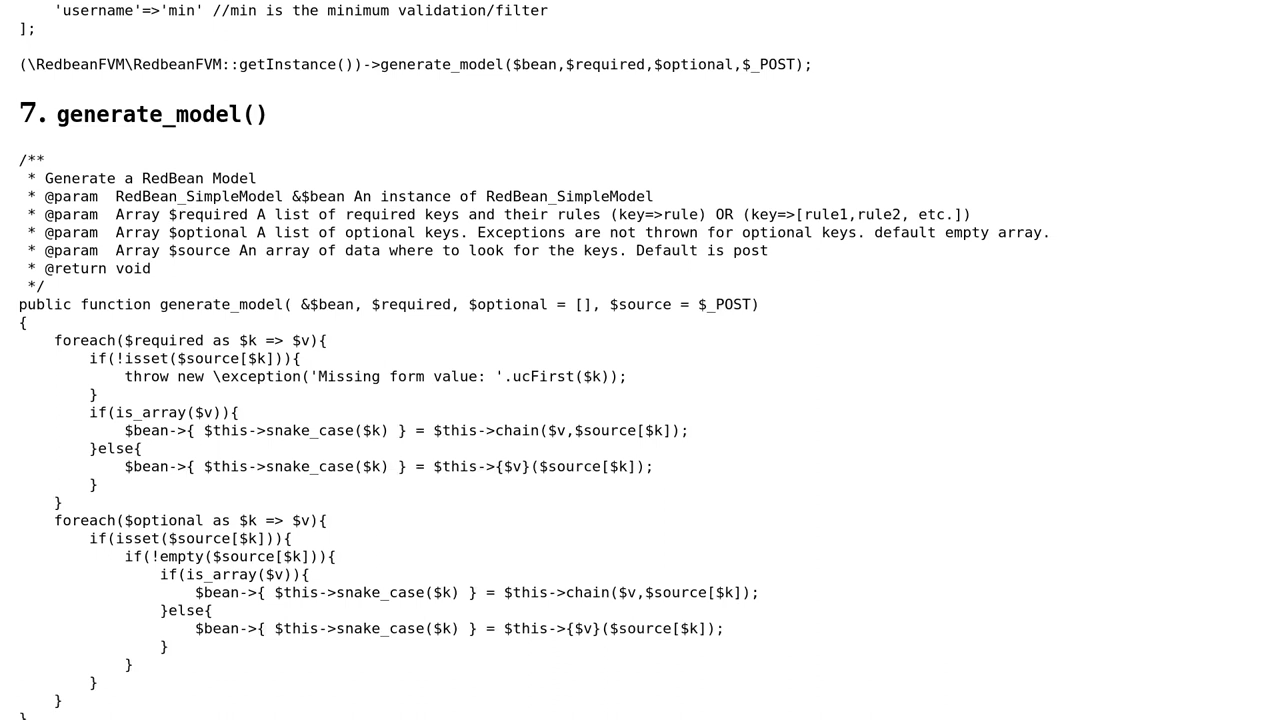 'username'=>'min' //min is the minimum validation/filter
];

(\RedbeanFVM\RedbeanFVM::getInstance())->generate_model($bean,$required,$optional,$_POST);

7. generate_model()

/**
 * Generate a RedBean Model
 * @param  RedBean_SimpleModel &$bean An instance of RedBean_SimpleModel
 * @param  Array $required A list of required keys and their rules (key=>rule) OR (key=>[rule1,rule2, etc.])
 * @param  Array $optional A list of optional keys. Exceptions are not thrown for optional keys. default empty array.
 * @param  Array $source An array of data where to look for the keys. Default is post
 * @return void
 */
public function generate_model( &$bean, $required, $optional = [], $source = $_POST)
{
    foreach($required as $k => $v){
        if(!isset($source[$k])){
            throw new \exception('Missing form value: '.ucFirst($k));
        }
        if(is_array($v)){
            $bean->{ $this->snake_case($k) } = $this->chain($v,$source[$k]);
        }else{
            $bean->{ $this->snake_case($k) } = $this->{$v}($source[$k]);
        }
    }
    foreach($optional as $k => $v){
        if(isset($source[$k])){
            if(!empty($source[$k])){
                if(is_array($v)){
                    $bean->{ $this->snake_case($k) } = $this->chain($v,$source[$k]);
                }else{
                    $bean->{ $this->snake_case($k) } = $this->{$v}($source[$k]);
                }
            }
        }
    }
}